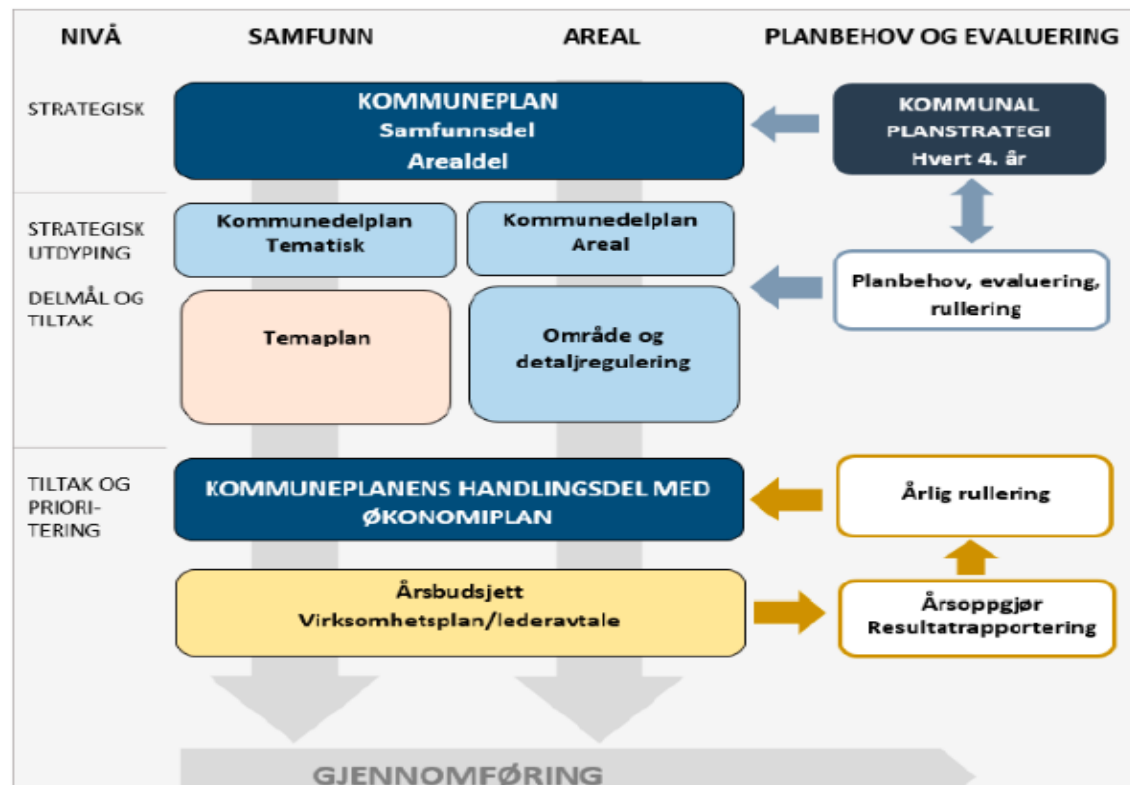 NIVÅ
SAMFUNN
AREAL
PLANBEHOV OG EVALUERING
STRATEGISK
KOMMUNEPLAN
Samfunnsdel
Arealdel
KOMMUNAL
PLANSTRATEGI
Hvert 4. år
STRATEGISK
UTDYPING
Kommunedelplan
Tematisk
Kommunedelplan
Areal
DELMÅL OG
TILTAK
Temaplan
Område og
detaljregulering
Planbehov, evaluering,
rullering
TILTAK OG
PRIORI-
TERING
KOMMUNEPLANENS HANDLINGSDEL MED
ØKONOMIPLAN
Årlig rullering
Årsbudsjett
Virksomhetsplan/lederavtale
Årsoppgjør
Resultatrapportering
GJENNOMFØRING